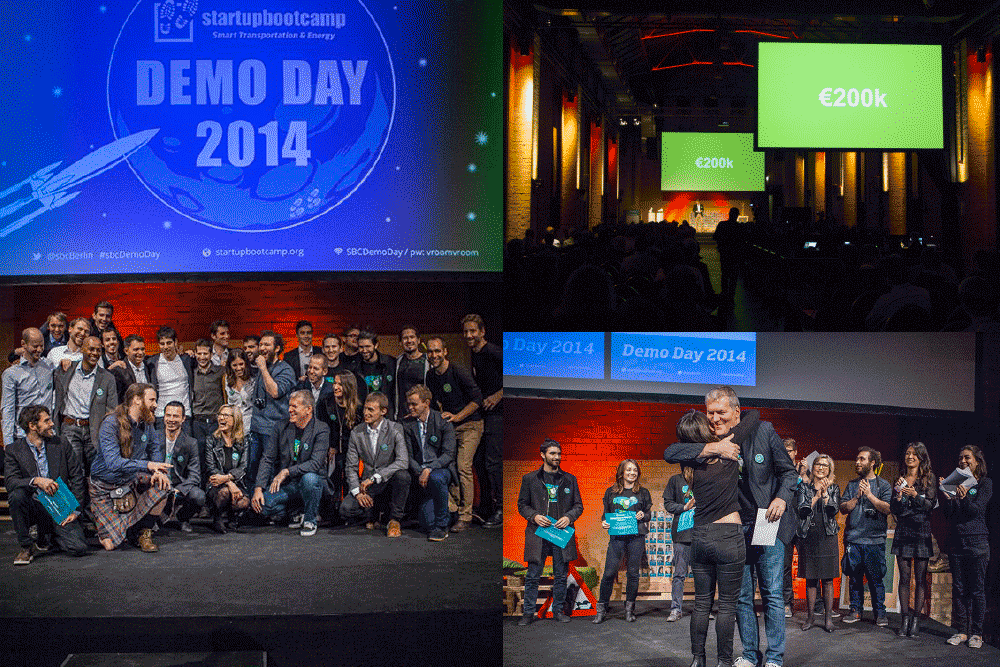 startupbootcamp
Smart Transportation & Energy
DEMO DAY
2014
@sbcBerlin #sbcDemoDay
startupbootcamp.org
SBCDemoDay / pw: vroomvroom
€200k
€200k
Day 2014
Demo Day 2014